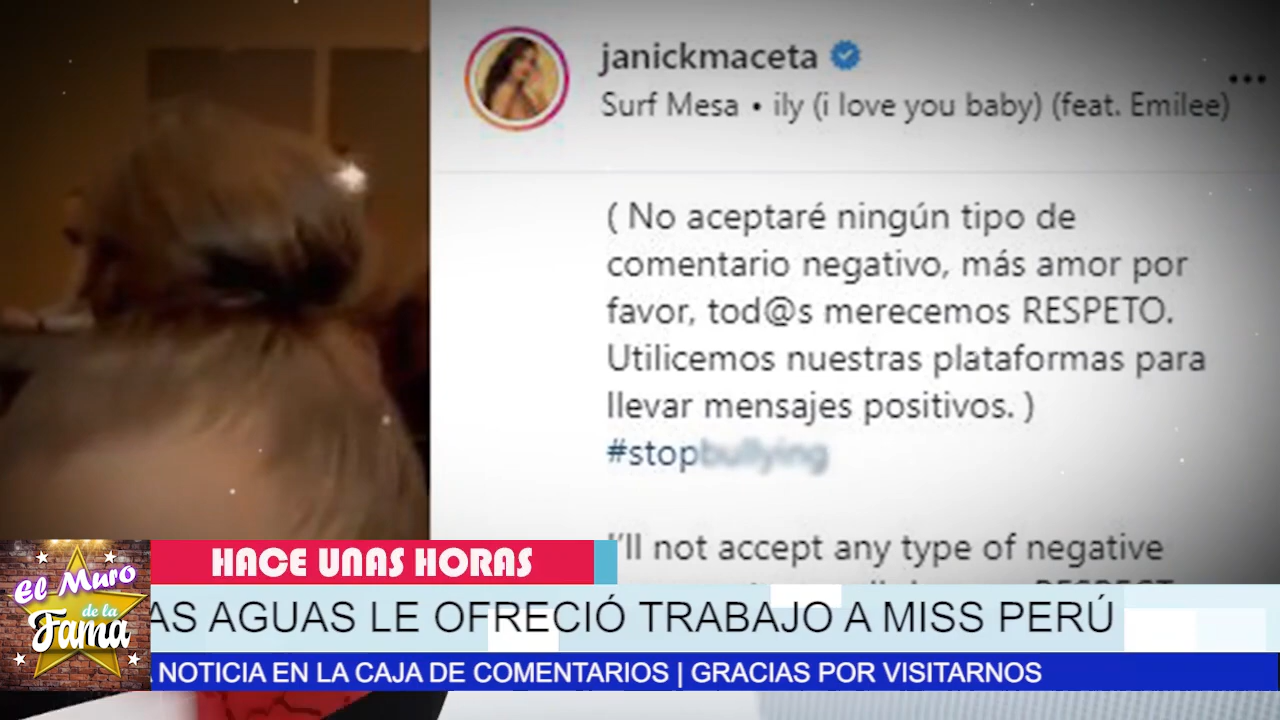 janickmaceta
Surf Mesa • ily (i love you baby) (feat. Emilee)
( No aceptaré ningún tipo de
comentario negativo, más amor por
favor, tod@s merecemos RESPETO.
Utilicemos nuestras plataformas para
llevar mensajes positivos. )
#stopbullying
I'll not accept any type of negative
HACE UNAS HORAS
El Muro
de la
Fama
AS AGUAS LE OFRECIÓ TRABAJO A MISS PERÚ
NOTICIA EN LA CAJA DE COMENTARIOS | GRACIAS POR VISITARNOS